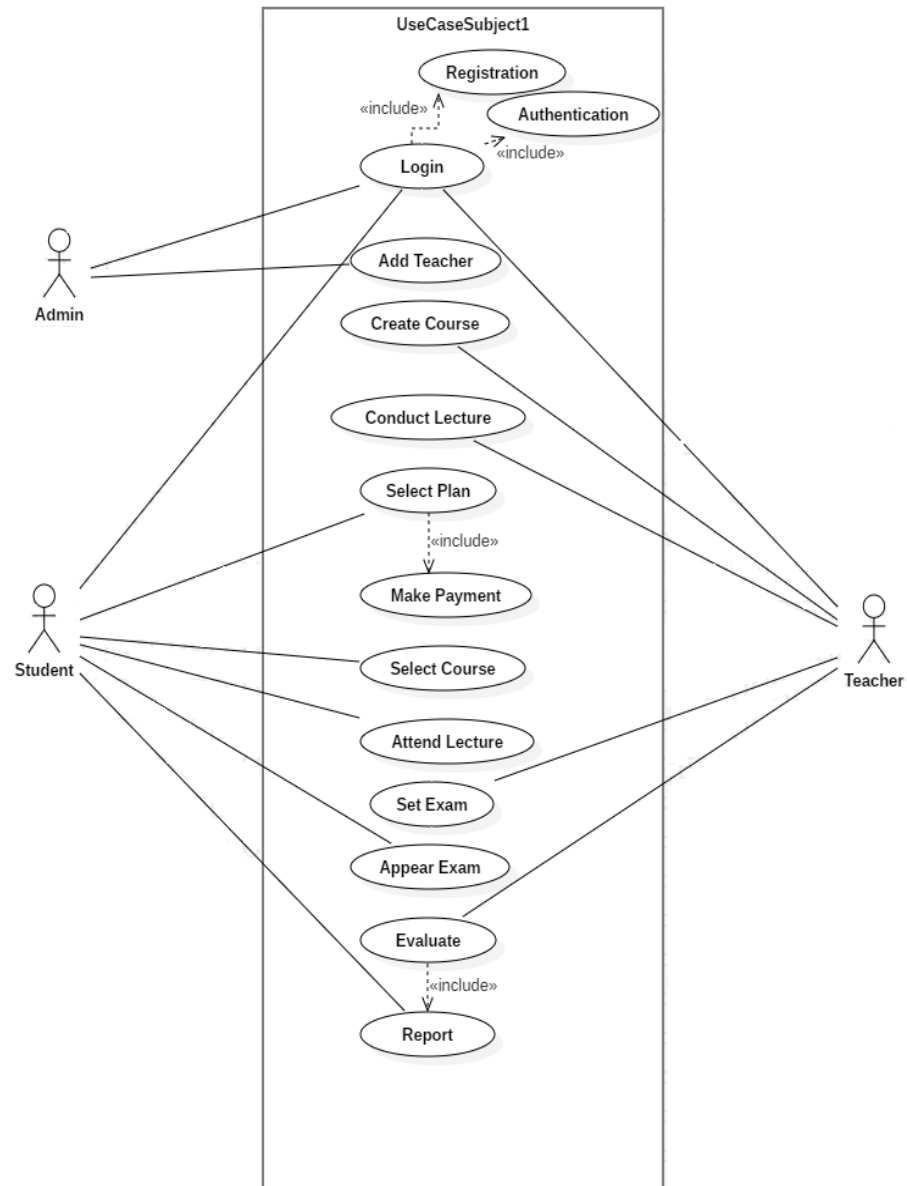 UseCaseSubject1
Registration
«include»
Authentication
«include»
Login
Admin
Add Teacher
Create Course
Conduct Lecture
Select Plan
«include»
Make Payment
Student
Teacher
Select Course
Attend Lecture
Set Exam
Appear Exam
Evaluate
«include»
Report